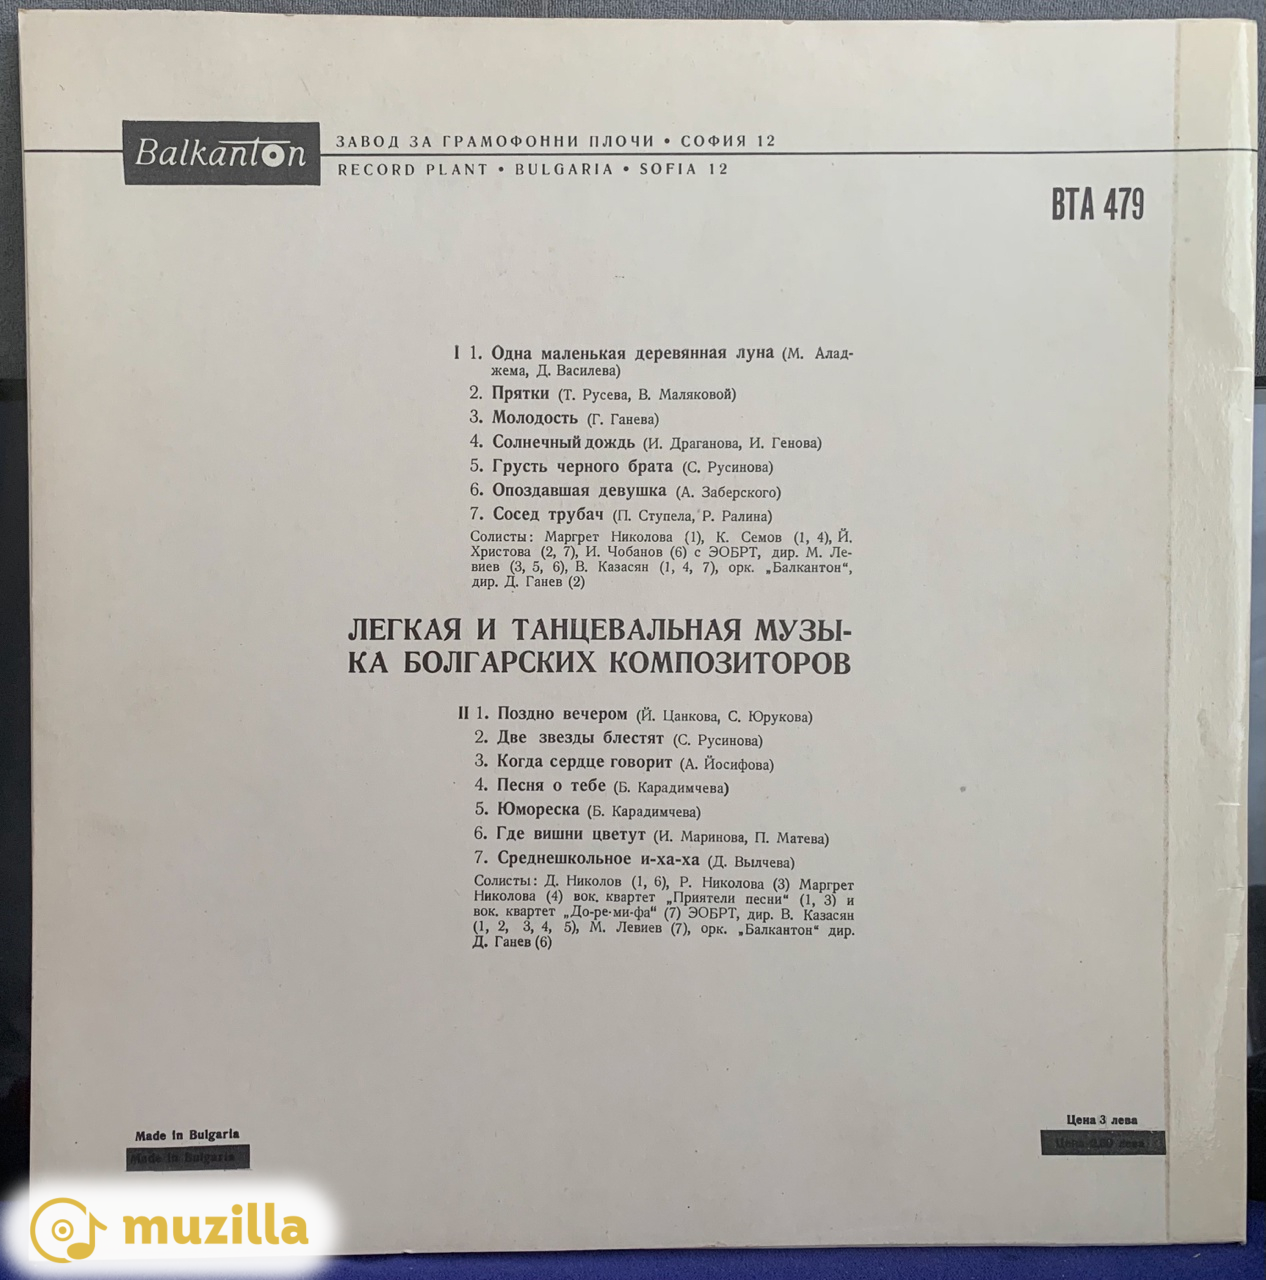 Balkanton
ЗАВОД ЗА ГРАМОФОННИ ПЛОЧИ • СОФИЯ 12
RECORD PLANT • BULGARIA • SOFIA 12
ВТА 479
I 1. Одна маленькая деревянная луна (М. Алад-
жема, Д. Василева)
2. Прятки (Т. Русева, В. Маляковой)
3. Молодость (Г. Ганева)
4. Солнечный дождь (И. Драганова, И. Генова)
5. Грусть черного брата (С. Русинова)
6. Опоздавшая девушка (А. Заберского)
7. Сосед трубач (П. Ступела, Р. Ралина)
Солисты: Маргрет Николова (1), К. Семов (1, 4), Й.
Христова (2, 7), И. Чобанов (6) с ЭОБРТ, дир. М. Ле-
виев (3, 5, 6), В. Казасян (1, 4, 7), орк. „Балкантон“,
дир. Д. Ганев (2)
ЛЕГКАЯ И ТАНЦЕВАЛЬНАЯ МУЗЫ-
КА БОЛГАРСКИХ КОМПОЗИТОРОВ
II 1. Поздно вечером (Й. Цанкова, С. Юрукова)
2. Две звезды блестят (С. Русинова)
3. Когда сердце говорит (А. Йосифова)
4. Песня о тебе (Б. Карадимчева)
5. Юмореска (Б. Карадимчева)
6. Где вишни цветут (И. Маринова, П. Матева)
7. Среднешкольное и-ха-ха (Д. Вылчева)
Солисты: Д. Николов (1, 6), Р. Николова (3) Маргрет
Николова (4) вок. квартет „Приятели песни“ (1, 3) и
вок. квартет „До-ре-ми-фа“ (7) ЭОБРТ, дир. В. Казасян
(1, 2, 3, 4, 5), М. Левиев (7), орк. „Балкантон“ дир.
Д. Ганев (6)
Цена 3 лева
Made in Bulgaria
Made in Bulgaria
muzilla